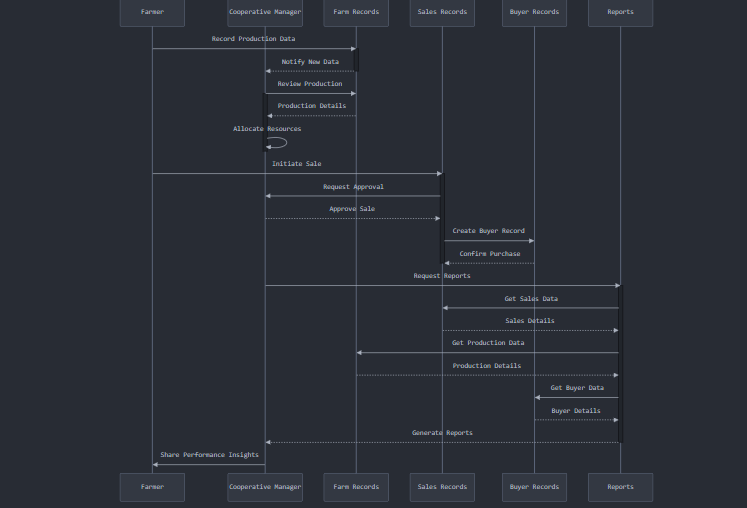 Farmer Cooperative Manager Farm Records Sales Records Buyer Records Reports
Record Production Data
Notify New Data
Review Production
Production Details
Allocate Resources
Initiate Sale
Request Approval
Approve Sale
Create Buyer Record
Confirm Purchase
Request Reports
Get Sales Data
Sales Details
Get Production Data
Production Details
Get Buyer Data
Buyer Details
Generate Reports
Share Performance Insights
Farmer Cooperative Manager Farm Records Sales Records Buyer Records Reports